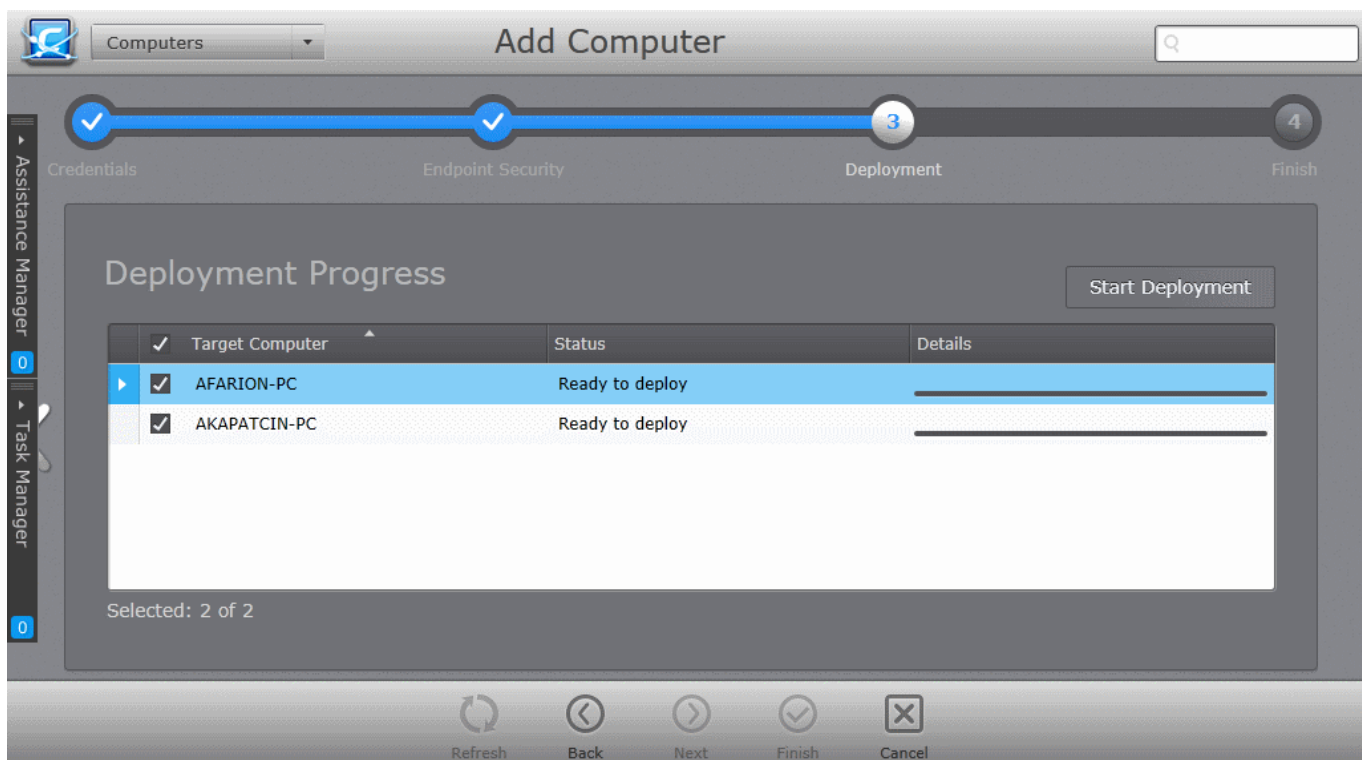 Computers
Add Computer
3
4
Credentials
Endpoint Security
Deployment
Finish
Assistance Manager
0
Task Manager
0
Deployment Progress
Start Deployment
Target Computer Status Details
AFARION-PC Ready to deploy
AKAPATCIN-PC Ready to deploy
Selected: 2 of 2
Refresh
Back
Next
Finish
Cancel